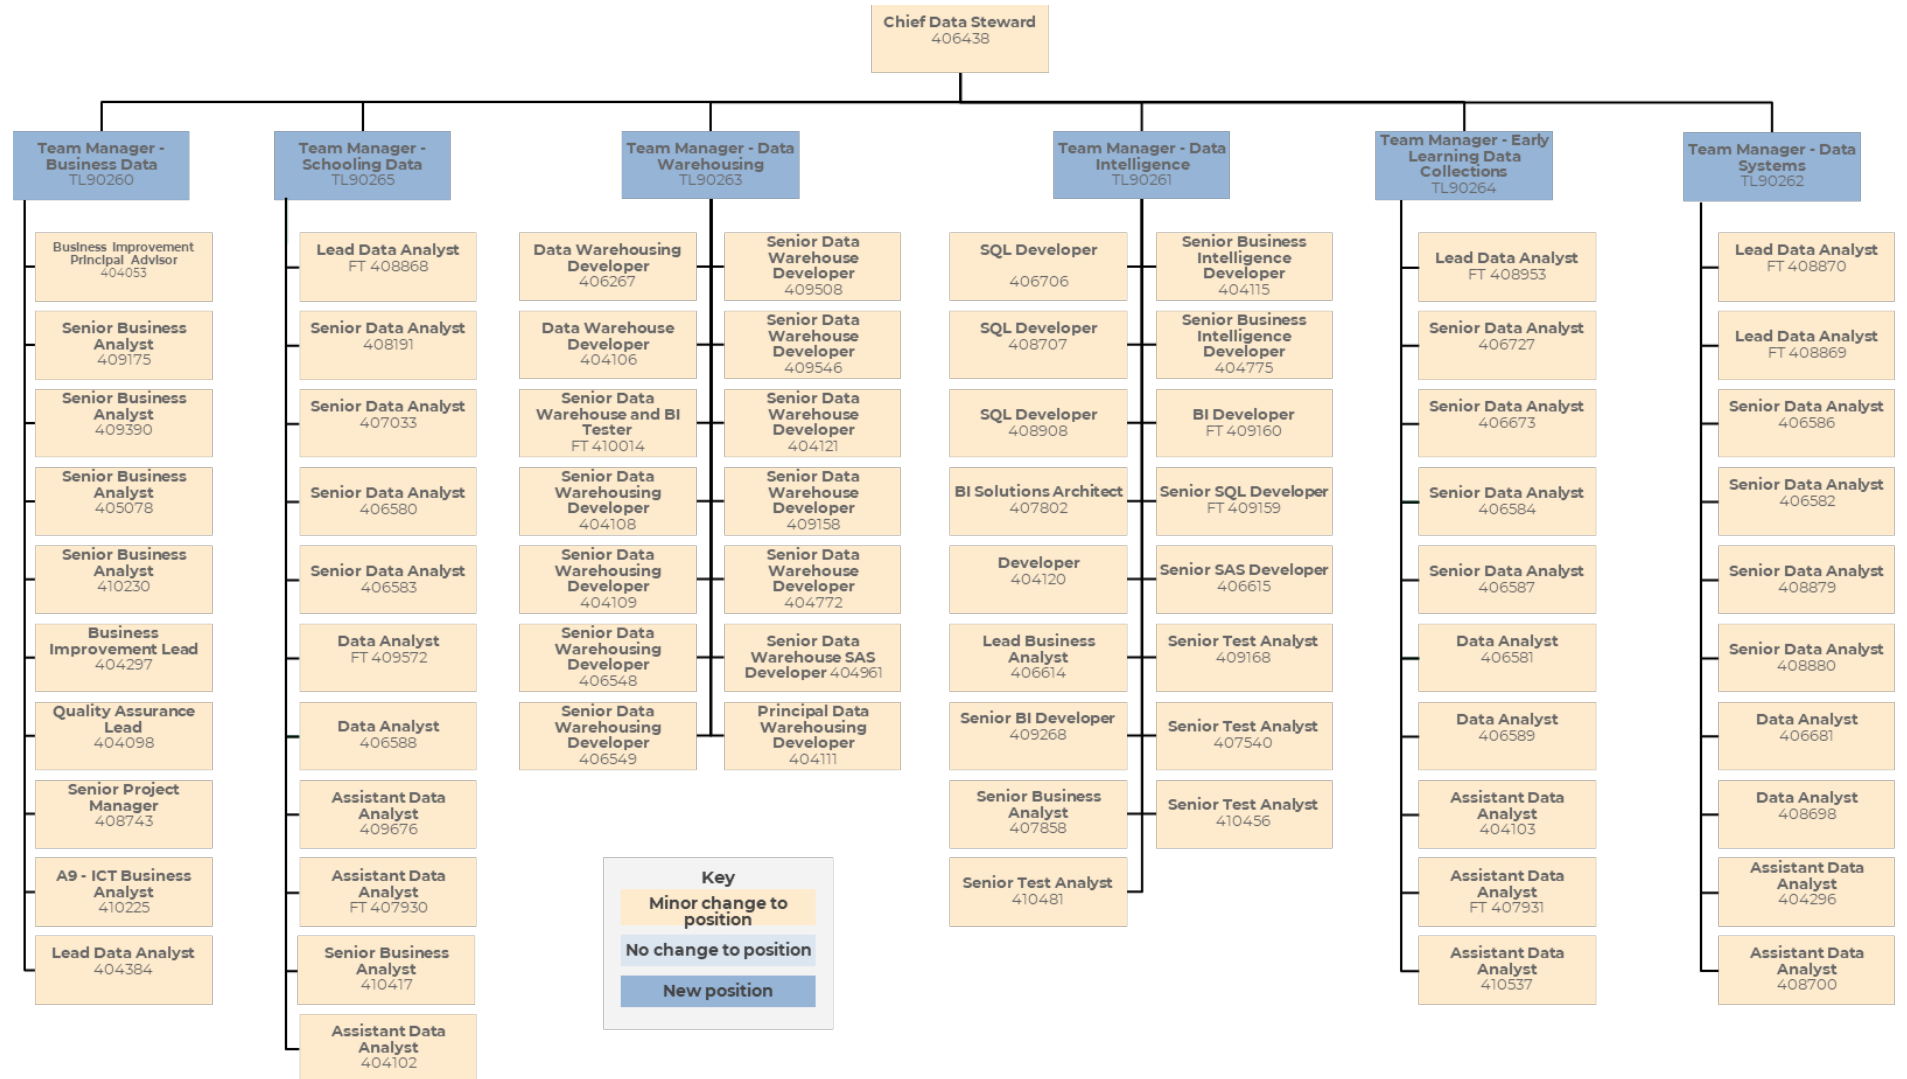 Chief Data Steward
406438
Team Manager -
Business Data
TL90260
Team Manager -
Schooling Data
TL90265
Team Manager - Data
Warehousing
TL90263
Team Manager - Data
Intelligence
TL90261
Team Manager - Early
Learning Data
Collections
TL90264
Team Manager - Data
Systems
TL90262
Business Improvement
Principal Advisor
404053
Senior Business
Analyst
409175
Senior Business
Analyst
409390
Senior Business
Analyst
405078
Senior Business
Analyst
410230
Business
Improvement Lead
404297
Quality Assurance
Lead
404098
Senior Project
Manager
408743
A9 - ICT Business
Analyst
410225
Lead Data Analyst
404384
Lead Data Analyst
FT 408868
Senior Data Analyst
408191
Senior Data Analyst
407033
Senior Data Analyst
406580
Senior Data Analyst
406583
Data Analyst
FT 409572
Data Analyst
406588
Assistant Data
Analyst
409676
Assistant Data
Analyst
FT 407930
Senior Business
Analyst
410417
Assistant Data
Analyst
404102
Data Warehousing
Developer
406267
Data Warehouse
Developer
404106
Senior Data
Warehouse and BI
Tester
FT 410014
Senior Data
Warehousing
Developer
404108
Senior Data
Warehousing
Developer
404109
Senior Data
Warehousing
Developer
406548
Senior Data
Warehousing
Developer
406549
Senior Data
Warehouse
Developer
409508
Senior Data
Warehouse
Developer
409546
Senior Data
Warehouse
Developer
404121
Senior Data
Warehouse
Developer
409158
Senior Data
Warehouse
Developer
404772
Senior Data
Warehouse SAS
Developer 404961
Principal Data
Warehousing
Developer
404111
SQL Developer
406706
SQL Developer
408707
SQL Developer
408908
BI Solutions Architect
407802
Developer
404120
Lead Business
Analyst
406614
Senior BI Developer
409268
Senior Business
Analyst
407858
Senior Test Analyst
410481
Senior Business
Intelligence
Developer
404115
Senior Business
Intelligence
Developer
404775
BI Developer
FT 409160
Senior SQL Developer
FT 409159
Senior SAS Developer
406615
Senior Test Analyst
409168
Senior Test Analyst
407540
Senior Test Analyst
410456
Lead Data Analyst
FT 408953
Senior Data Analyst
406727
Senior Data Analyst
406673
Senior Data Analyst
406584
Senior Data Analyst
406587
Data Analyst
406581
Data Analyst
406589
Assistant Data
Analyst
404103
Assistant Data
Analyst
FT 407931
Assistant Data
Analyst
410537
Lead Data Analyst
FT 408870
Lead Data Analyst
FT 408869
Senior Data Analyst
406586
Senior Data Analyst
406582
Senior Data Analyst
408879
Senior Data Analyst
408880
Data Analyst
406681
Data Analyst
408698
Assistant Data
Analyst
404296
Assistant Data
Analyst
408700
Key
Minor change to
position
No change to position
New position